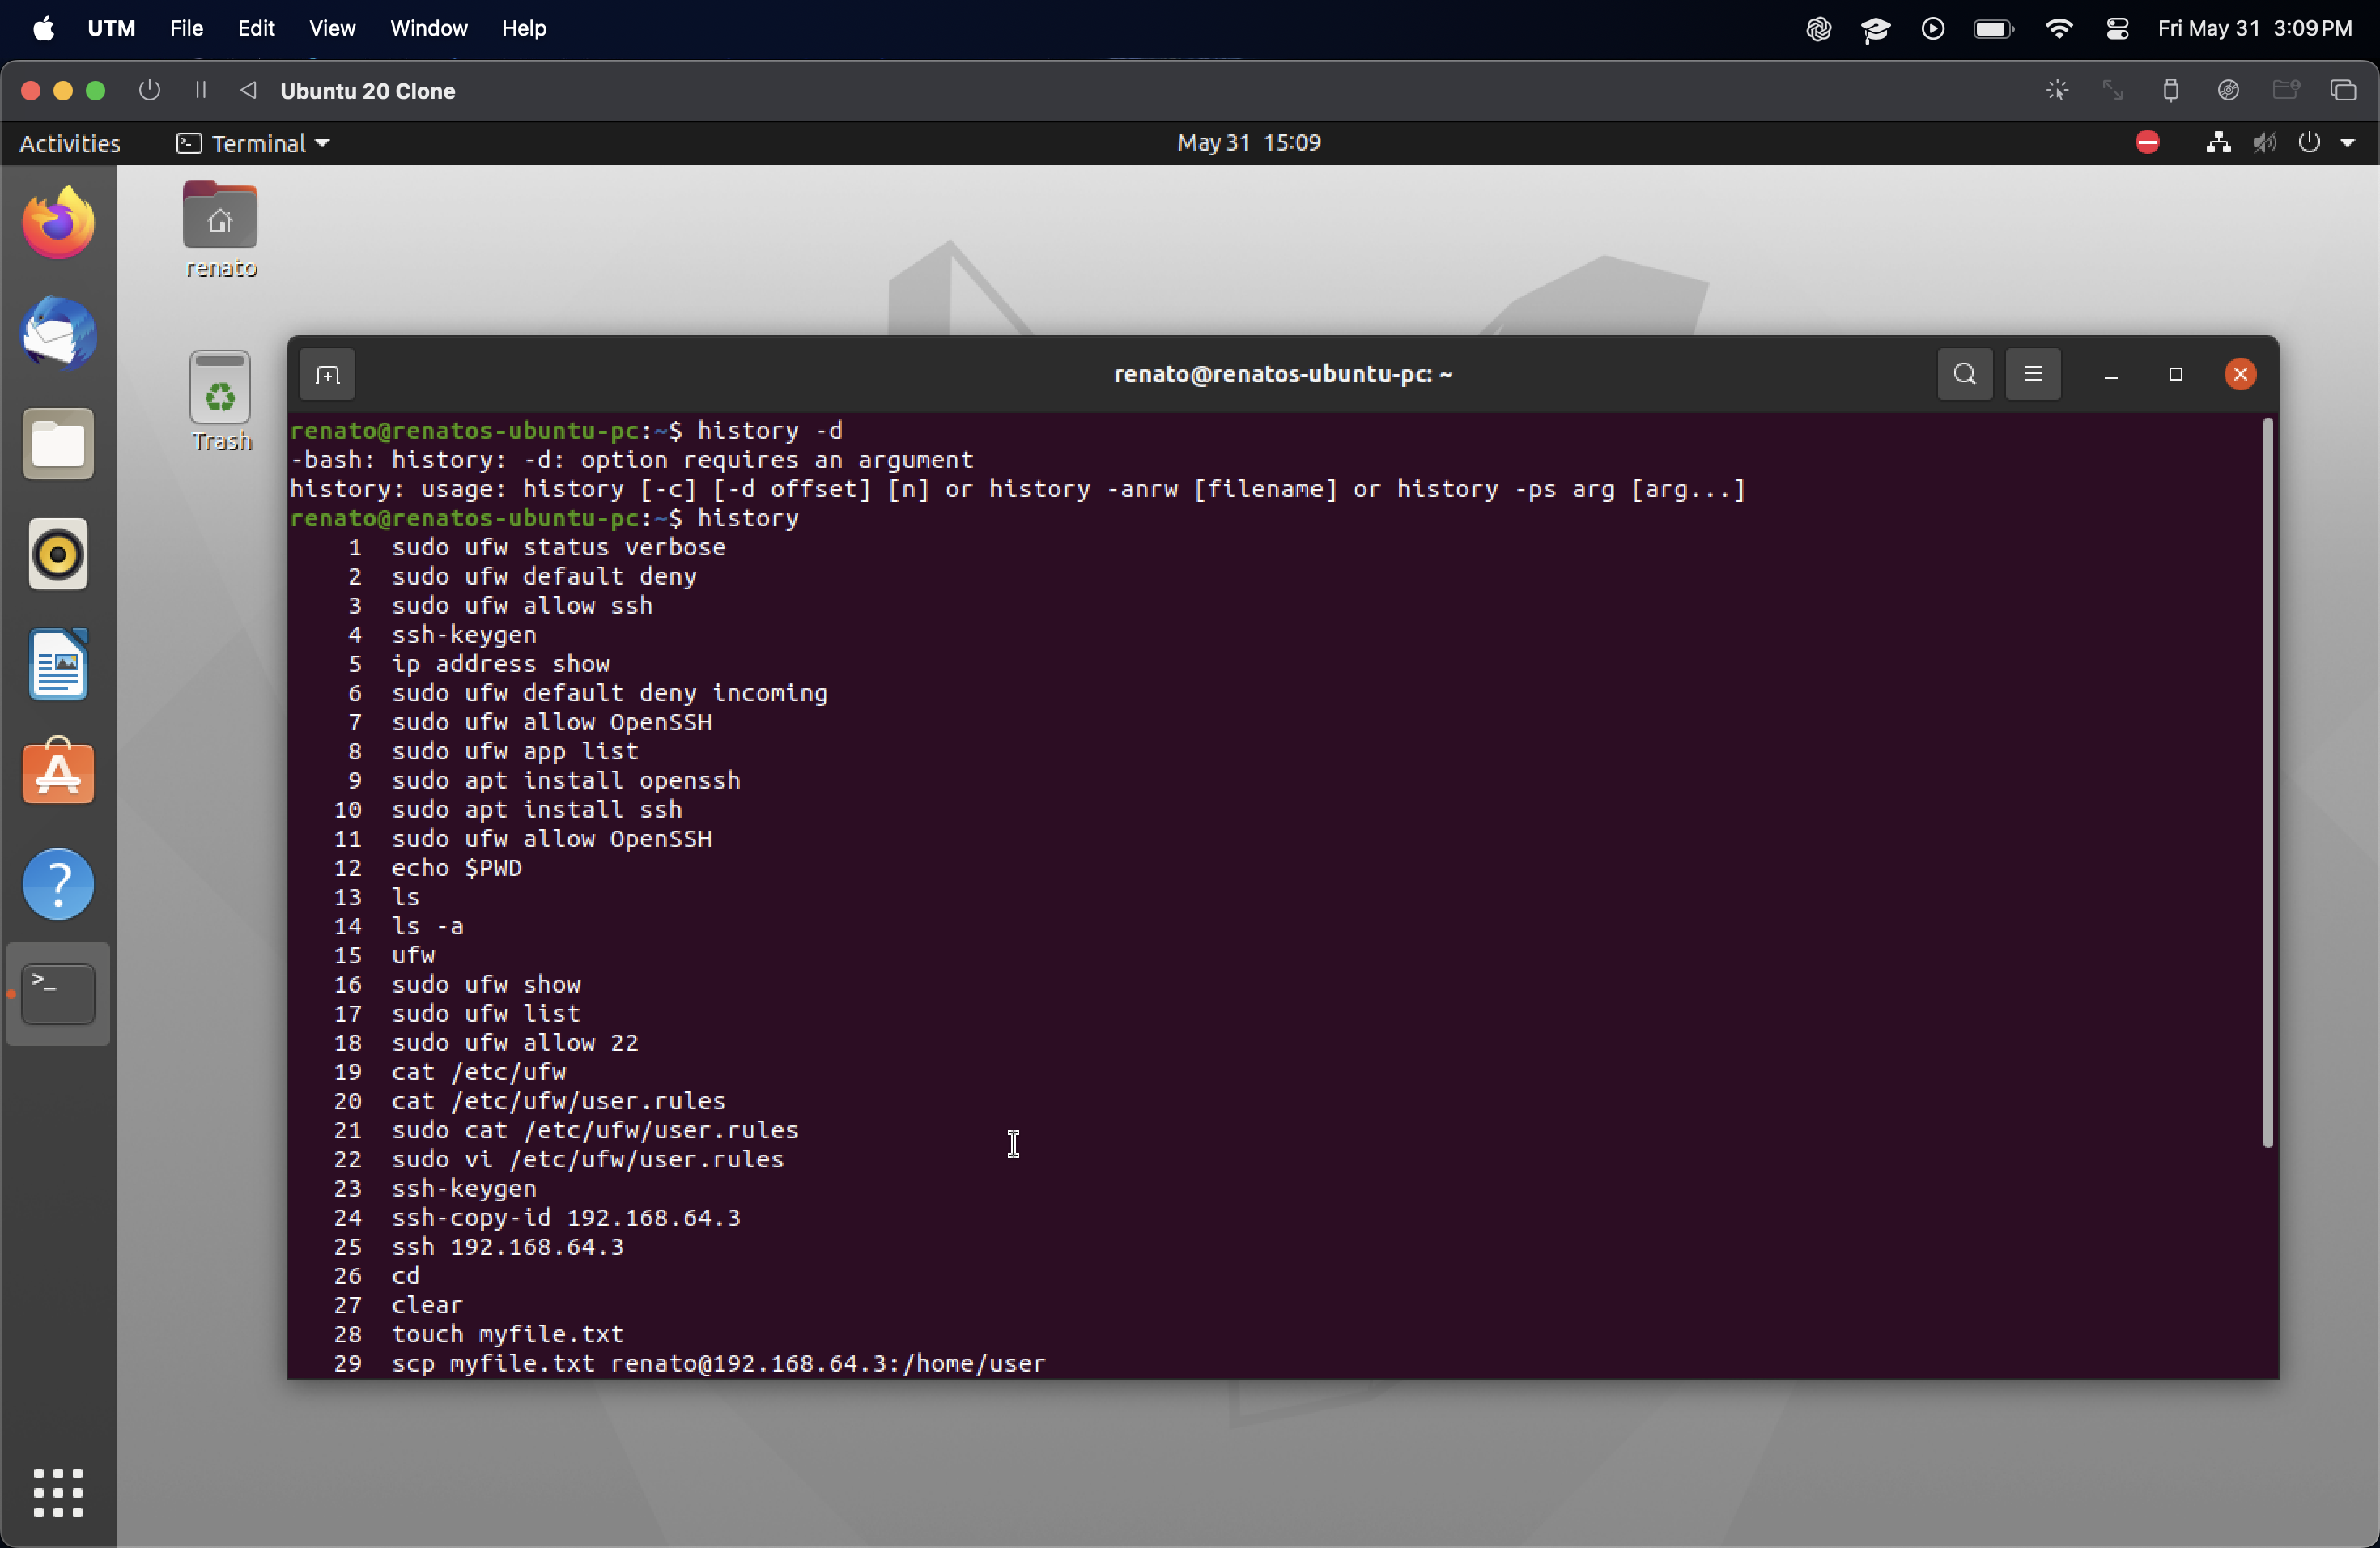 UTM File Edit View Window Help Fri May 31 3:09 PM
Ubuntu 20 Clone
Activities Terminal May 31 15:09
renato
Trash
renato@renatos-ubuntu-pc: ~
renato@renatos-ubuntu-pc:~$ history -d
-bash: history: -d: option requires an argument
history: usage: history [-c] [-d offset] [n] or history -anrw [filename] or history -ps arg [arg...]
renato@renatos-ubuntu-pc:~$ history
1 sudo ufw status verbose
2 sudo ufw default deny
3 sudo ufw allow ssh
4 ssh-keygen
5 ip address show
6 sudo ufw default deny incoming
7 sudo ufw allow OpenSSH
8 sudo ufw app list
9 sudo apt install openssh
10 sudo apt install ssh
11 sudo ufw allow OpenSSH
12 echo $PWD
13 ls
14 ls -a
15 ufw
16 sudo ufw show
17 sudo ufw list
18 sudo ufw allow 22
19 cat /etc/ufw
20 cat /etc/ufw/user.rules
21 sudo cat /etc/ufw/user.rules
22 sudo vi /etc/ufw/user.rules
23 ssh-keygen
24 ssh-copy-id 192.168.64.3
25 ssh 192.168.64.3
26 cd
27 clear
28 touch myfile.txt
29 scp myfile.txt renato@192.168.64.3:/home/user